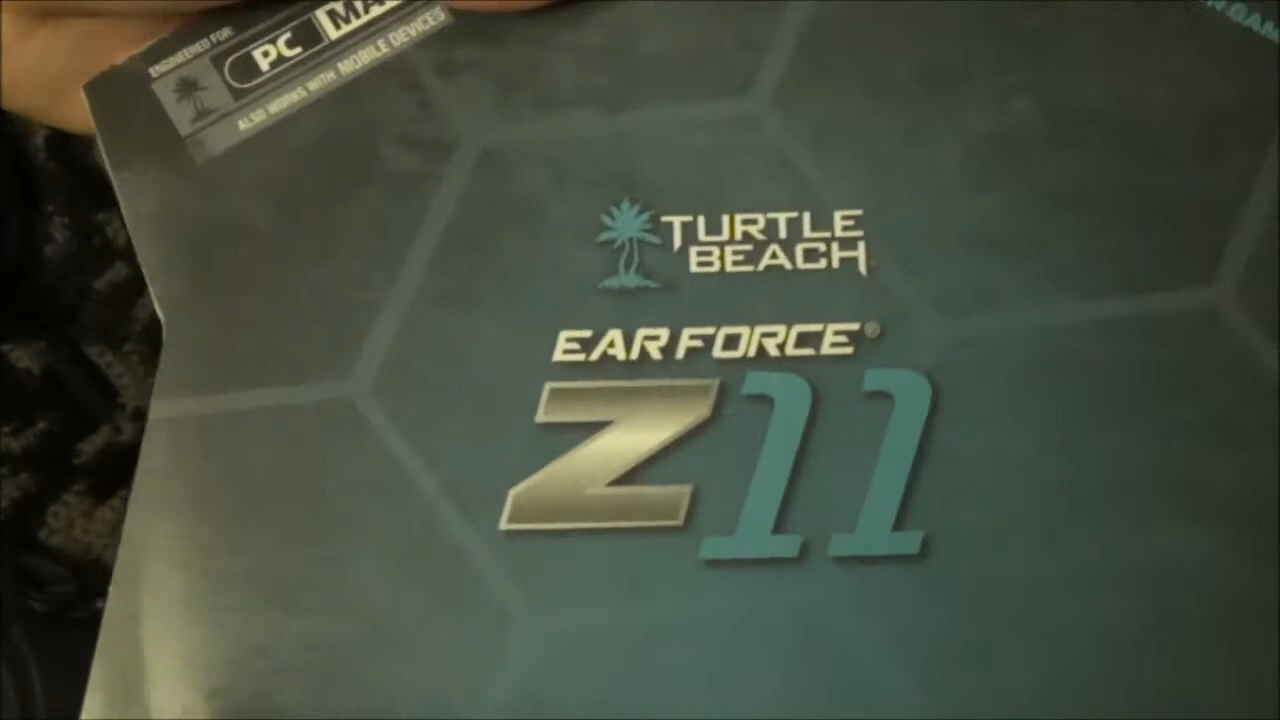 ENGINEERED FOR
PC
ALSO WORKS WITH MOBILE DEVICES
TURTLE
BEACH
EAR FORCE®
Z11